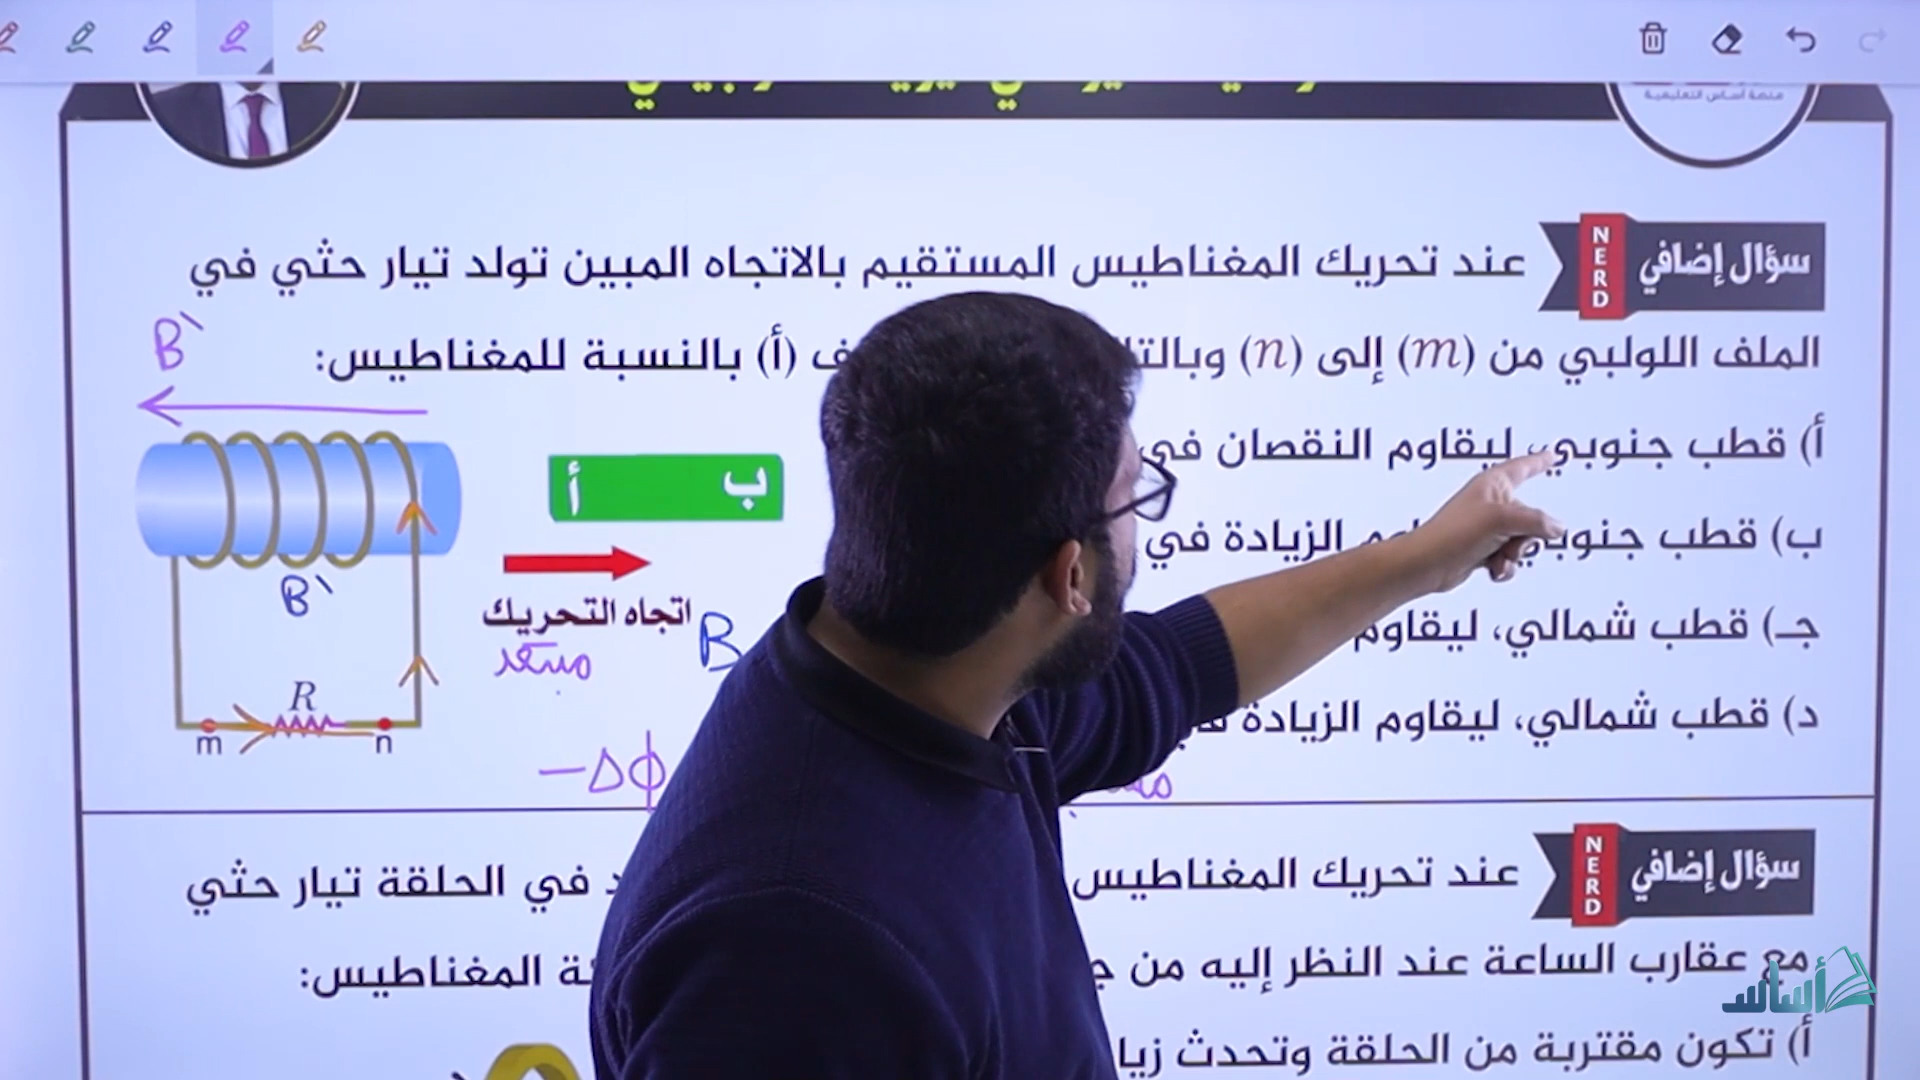 منصة أساس التعليمية
سؤال إضافي
NERD
عند تحريك المغناطيس المستقيم بالاتجاه المبين تولد تيار حثي في
الملف اللولبي من (m) إلى (n) (أ) بالنسبة للمغناطيس:
أ) قطب جنوبي، ليقاوم النقصان في
ب) قطب جنوبي الزيادة في
جـ) قطب شمالي، ليقاوم
د) قطب شمالي، ليقاوم الزيادة
B'
أ
ب
B'
اتجاه التحريك
B
مبتعد
R
m
n
−Δϕ
سؤال إضافي
NERD
عند تحريك المغناطيس في الحلقة تيار حثي
مع عقارب الساعة عند النظر إليه من المغناطيس:
أ) تكون مقتربة من الحلقة وتحدث
أساس